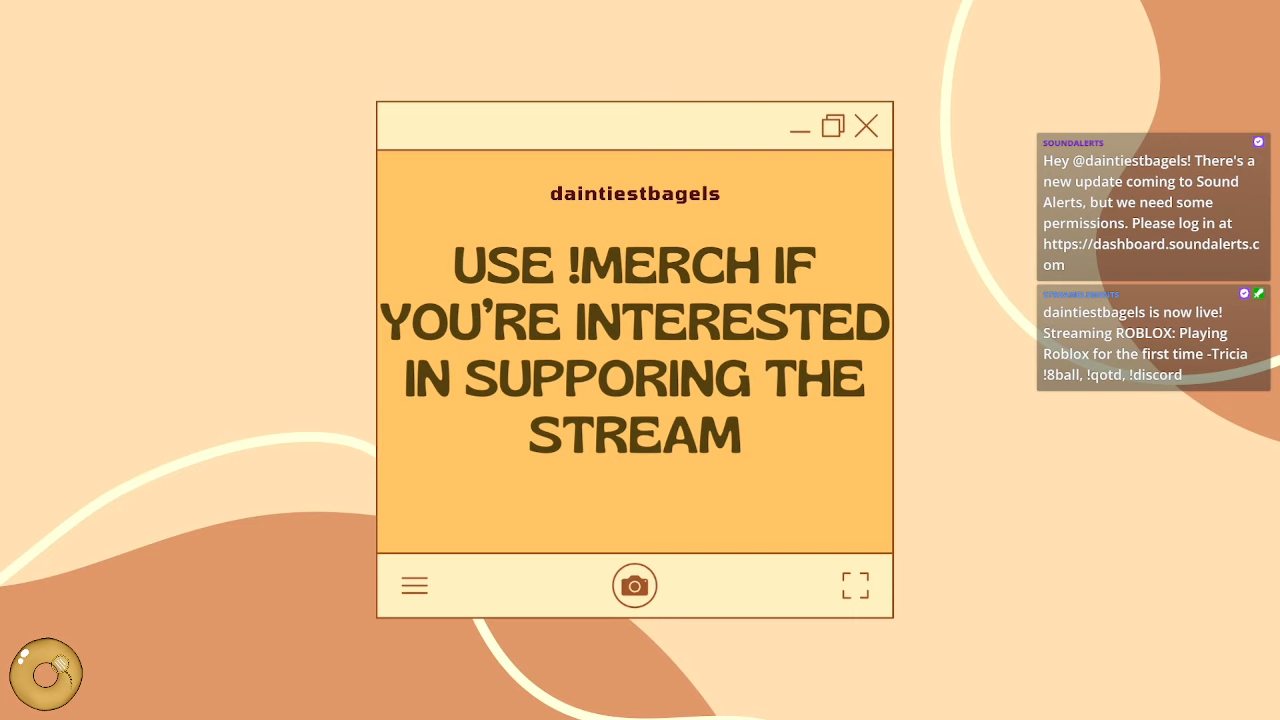 daintiestbagels
USE !MERCH IF
YOU’RE INTERESTED
IN SUPPORING THE
STREAM
SOUNDALERTS
Hey @daintiestbagels! There's a
new update coming to Sound
Alerts, but we need some
permissions. Please log in at
https://dashboard.soundalerts.c
om
daintiestbagels is now live!
Streaming ROBLOX: Playing
Roblox for the first time -Tricia
!8ball, !qotd, !discord